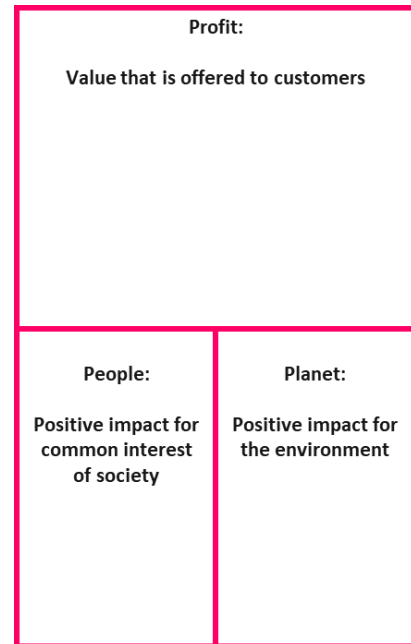 Profit:
Value that is offered to customers
People:
Positive impact for
common interest
of society
Planet:
Positive impact for
the environment